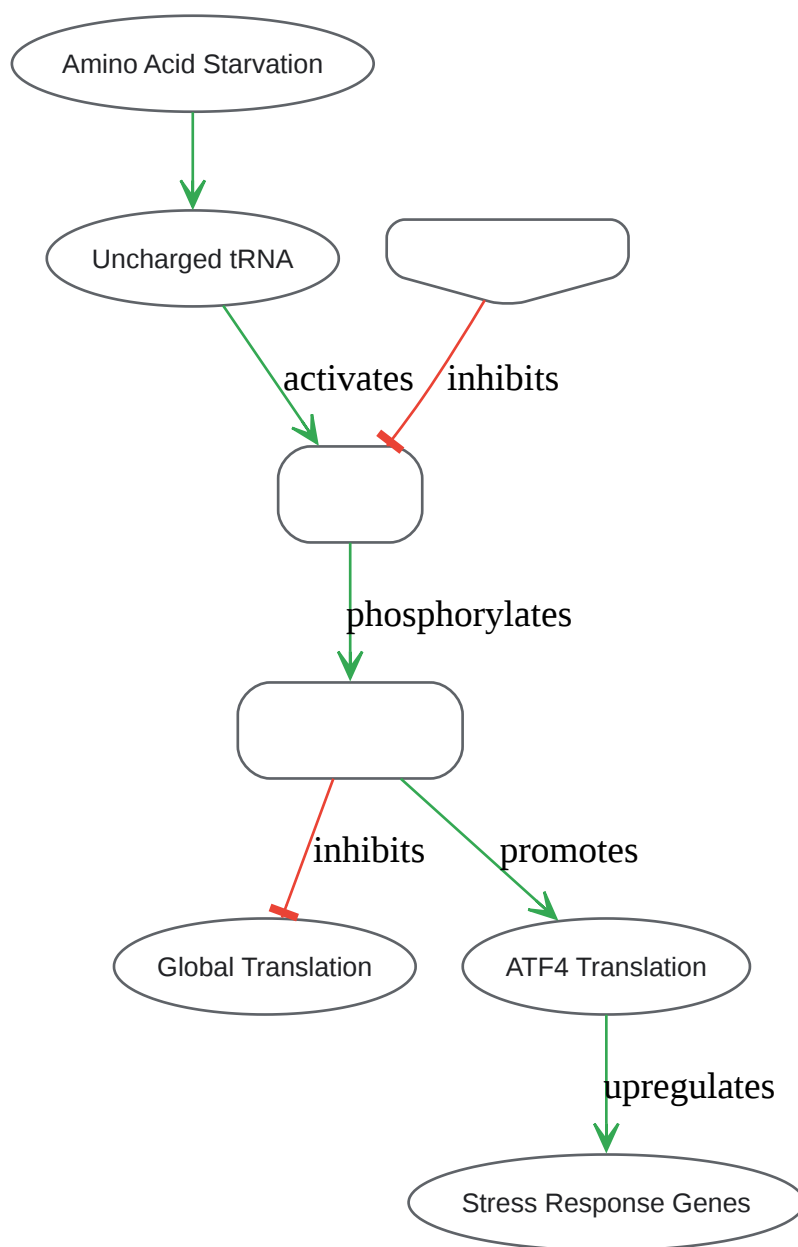 Amino Acid Starvation
Uncharged tRNA
activates
inhibits
phosphorylates
inhibits
promotes
Global Translation
ATF4 Translation
upregulates
Stress Response Genes